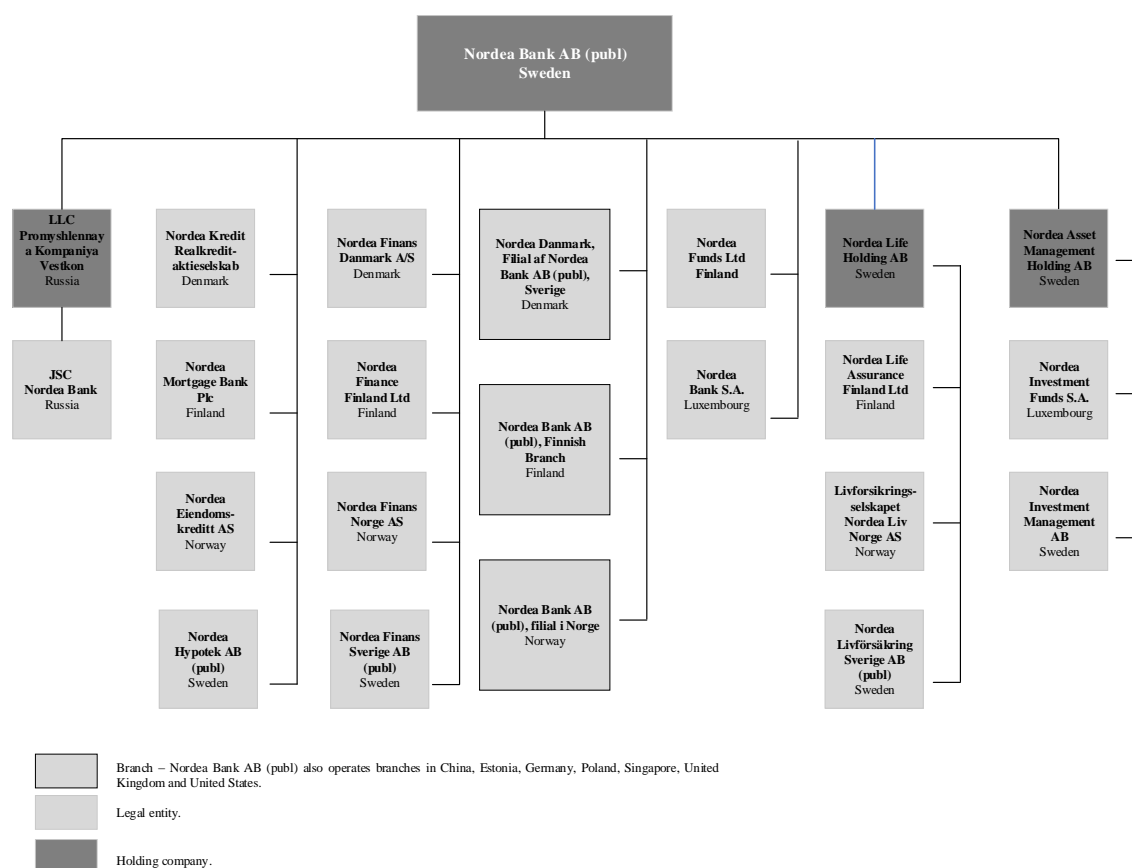 Nordea Bank AB (publ)
Sweden
LLC
Promyshlennay
a Kompaniya
Vestkon
Russia
Nordea Kredit
Realkredit-
aktieselskab
Denmark
Nordea Finans
Danmark A/S
Denmark
Nordea Danmark,
Filial af Nordea
Bank AB (publ),
Sverige
Denmark
Nordea
Funds Ltd
Finland
Nordea Life
Holding AB
Sweden
Nordea Asset
Management
Holding AB
Sweden
JSC
Nordea Bank
Russia
Nordea
Mortgage Bank
Plc
Finland
Nordea
Finance
Finland Ltd
Finland
Nordea Bank AB
(publ), Finnish
Branch
Finland
Nordea
Bank S.A.
Luxembourg
Nordea Life
Assurance
Finland Ltd
Finland
Nordea
Investment
Funds S.A.
Luxembourg
Nordea
Eiendoms-
kreditt AS
Norway
Nordea Finans
Norge AS
Norway
Nordea Bank AB
(publ), filial i Norge
Norway
Livforsikrings-
selskapet
Nordea Liv
Norge AS
Norway
Nordea
Investment
Management
AB
Sweden
Nordea
Hypotek AB
(publ)
Sweden
Nordea Finans
Sverige AB
(publ)
Sweden
Nordea
Livförsäkring
Sverige AB
(publ)
Sweden
Branch – Nordea Bank AB (publ) also operates branches in China, Estonia, Germany, Poland, Singapore, United
Kingdom and United States.
Legal entity.
Holding company.